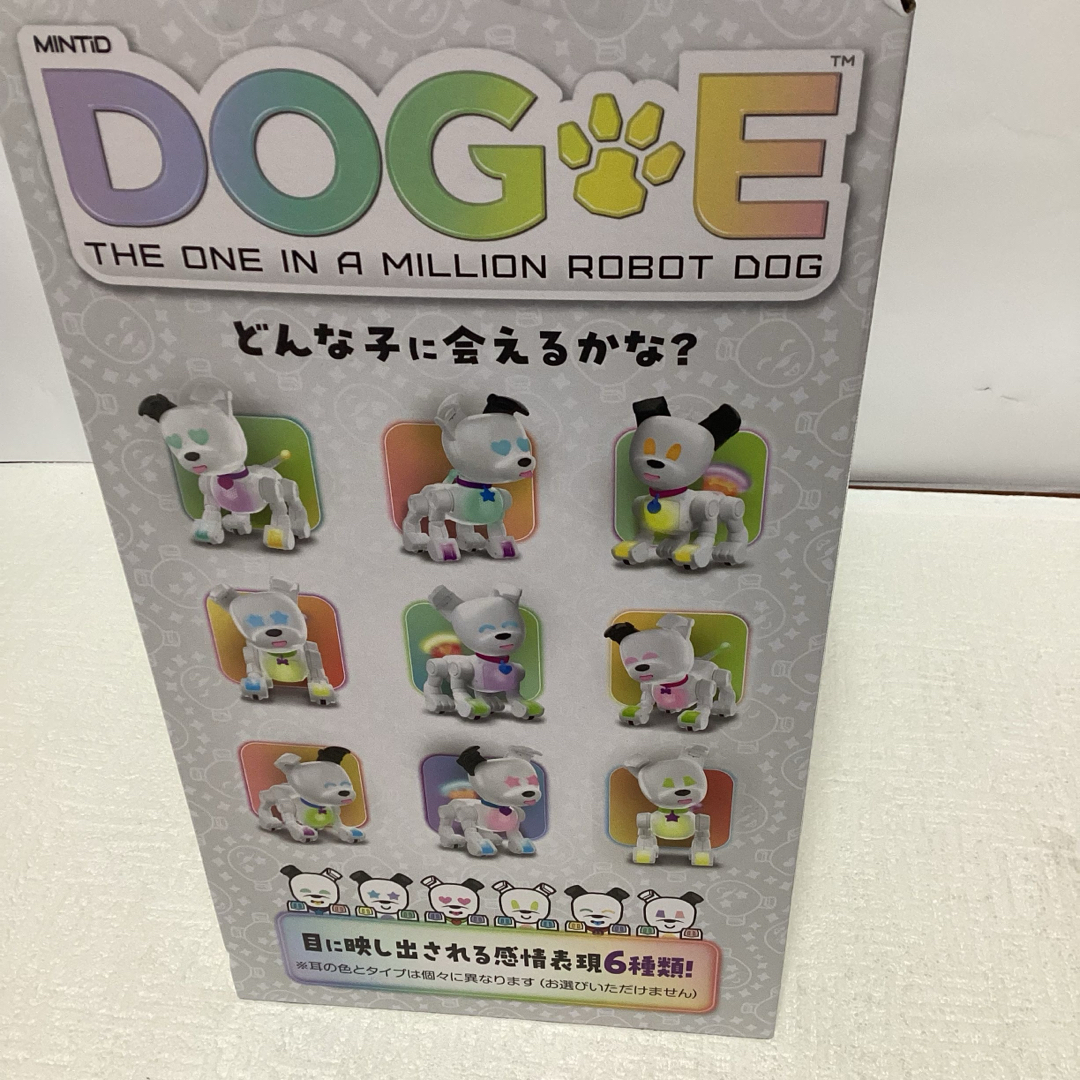 MINTiD
DOG E™
THE ONE IN A MILLION ROBOT DOG
どんな子に会えるかな?
目に映し出される感情表現6種類!
※耳の色とタイプは個々に異なります(お選びいただけません)